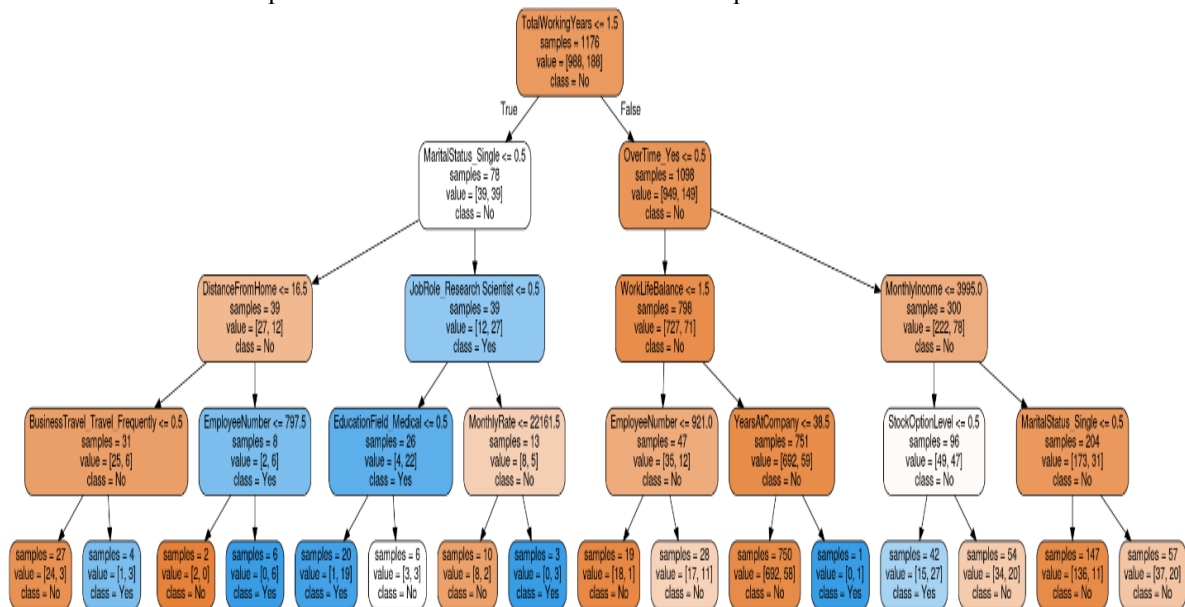 TotalWorkingYears <= 1.5
samples = 1176
value = [988, 188]
class = No
True
False
MaritalStatus_Single <= 0.5
samples = 78
value = [39, 39]
class = No
OverTime_Yes <= 0.5
samples = 1098
value = [949, 149]
class = No
DistanceFromHome <= 16.5
samples = 39
value = [27, 12]
class = No
JobRole_Research Scientist <= 0.5
samples = 39
value = [12, 27]
class = Yes
WorkLifeBalance <= 1.5
samples = 798
value = [727, 71]
class = No
MonthlyIncome <= 3995.0
samples = 300
value = [222, 78]
class = No
BusinessTravel_Travel_Frequently <= 0.5
samples = 31
value = [25, 6]
class = No
EmployeeNumber <= 797.5
samples = 8
value = [2, 6]
class = Yes
EducationField_Medical <= 0.5
samples = 26
value = [4, 22]
class = Yes
MonthlyRate <= 22161.5
samples = 13
value = [8, 5]
class = No
EmployeeNumber <= 921.0
samples = 47
value = [35, 12]
class = No
YearsAtCompany <= 38.5
samples = 751
value = [692, 59]
class = No
StockOptionLevel <= 0.5
samples = 96
value = [49, 47]
class = No
MaritalStatus_Single <= 0.5
samples = 204
value = [173, 31]
class = No
samples = 27
value = [24, 3]
class = No
samples = 4
value = [1, 3]
class = Yes
samples = 2
value = [2, 0]
class = No
samples = 6
value = [0, 6]
class = Yes
samples = 20
value = [1, 19]
class = Yes
samples = 6
value = [3, 3]
class = No
samples = 10
value = [8, 2]
class = No
samples = 3
value = [0, 3]
class = Yes
samples = 19
value = [18, 1]
class = No
samples = 28
value = [17, 11]
class = No
samples = 750
value = [692, 58]
class = No
samples = 1
value = [0, 1]
class = Yes
samples = 42
value = [15, 27]
class = Yes
samples = 54
value = [34, 20]
class = No
samples = 147
value = [136, 11]
class = No
samples = 57
value = [37, 20]
class = No